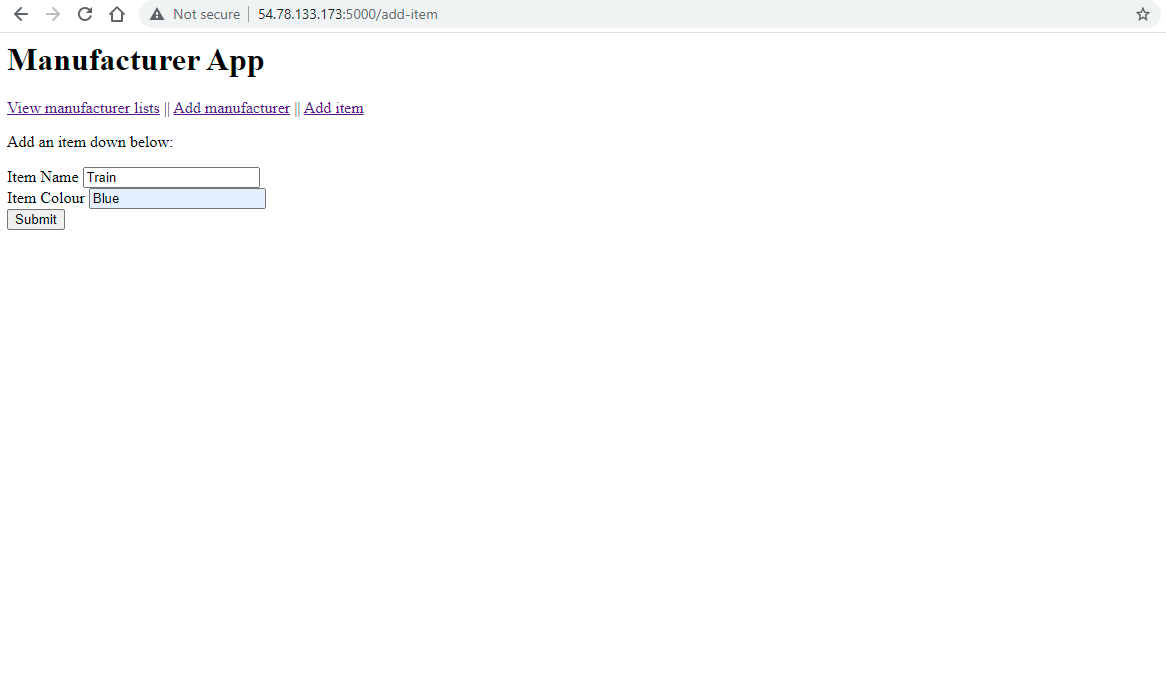 Not secure | 54.78.133.173:5000/add-item
Manufacturer App
View manufacturer lists || Add manufacturer || Add item
Add an item down below:
Item Name Train
Item Colour Blue
Submit